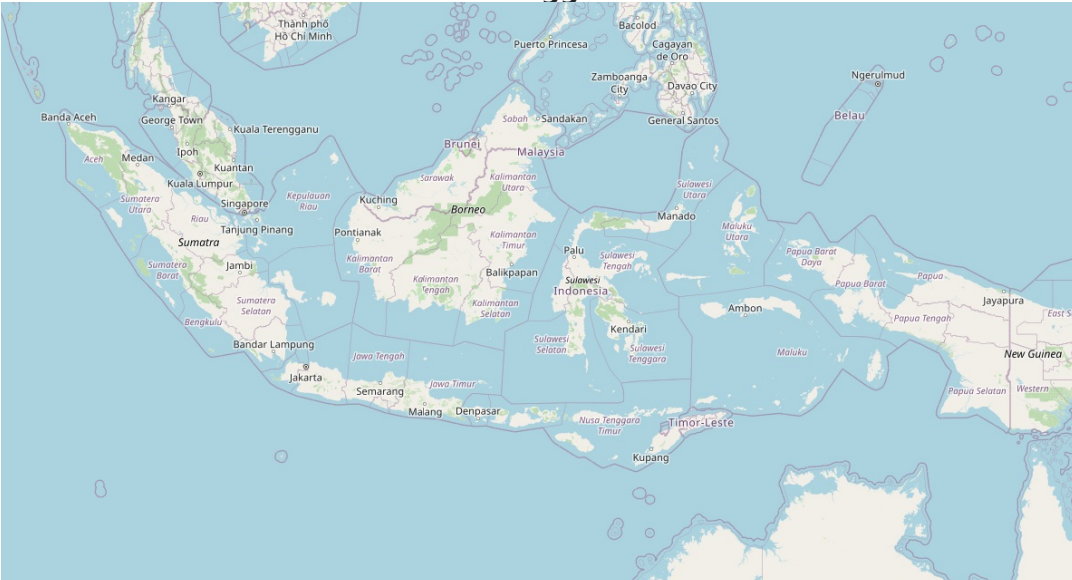 Thành phố
Hồ Chí Minh
Bacolod
Puerto Princesa
Cagayan
de Oro
Zamboanga
City
Davao City
Ngerulmud
Kangar
Banda Aceh
George Town
Kuala Terengganu
Sabah
Sandakan
General Santos
Belau
Brunei
Malaysia
Ipoh
Aceh
Medan
Kuantan
Kuala Lumpur
Sarawak
Kalimantan
Utara
Sulawesi
Utara
Sumatera
Utara
Kepulauan
Riau
Kuching
Singapore
Borneo
Riau
Manado
Maluku
Utara
Tanjung Pinang
Pontianak
Sumatra
Kalimantan
Timur
Palu
Papua Barat
Daya
Sulawesi
Tengah
Sumatera
Barat
Jambi
Kalimantan
Barat
Balikpapan
Kalimantan
Tengah
Sulawesi
Indonesia
Papua Barat
Papua
Jayapura
Sumatera
Selatan
Kalimantan
Selatan
Ambon
East S
Bengkulu
Papua Tengah
Kendari
Bandar Lampung
Sulawesi
Selatan
Sulawesi
Tenggara
Maluku
New Guinea
Jawa Tengah
Jakarta
Semarang
Jawa Timur
Papua Selatan
Western
Malang
Denpasar
Nusa Tenggara
Timur
Timor-Leste
Kupang